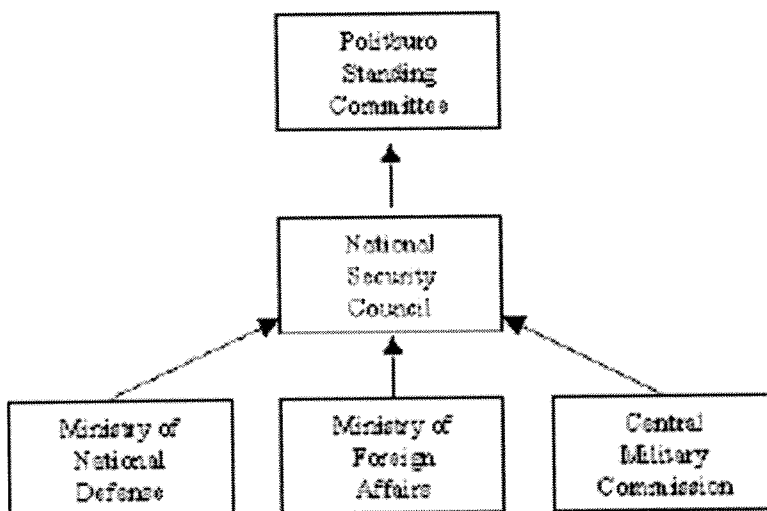 Politburo
Standing
Committee
National
Security
Council
Ministry of
National
Defense
Ministry of
Foreign
Affairs
Central
Military
Commission